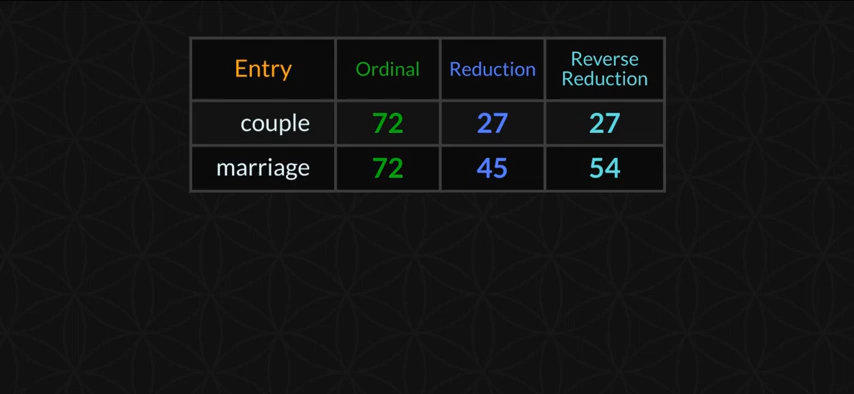 Entry Ordinal Reduction Reverse Reduction
couple 72 27 27
marriage 72 45 54